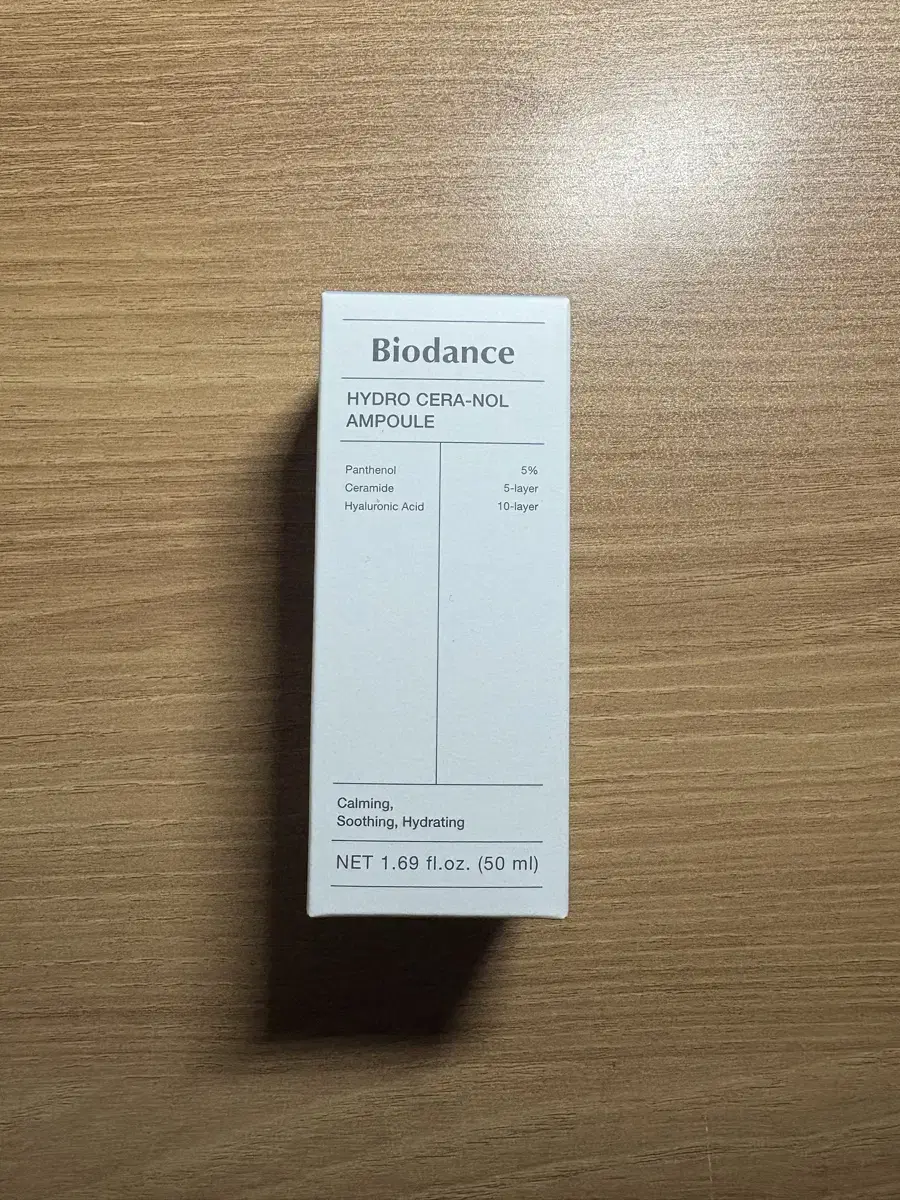 Biodance
HYDRO CERA-NOL
AMPOULE
Panthenol 5%
Ceramide 5-layer
Hyaluronic Acid 10-layer
Calming,
Soothing, Hydrating
NET 1.69 fl.oz. (50 ml)